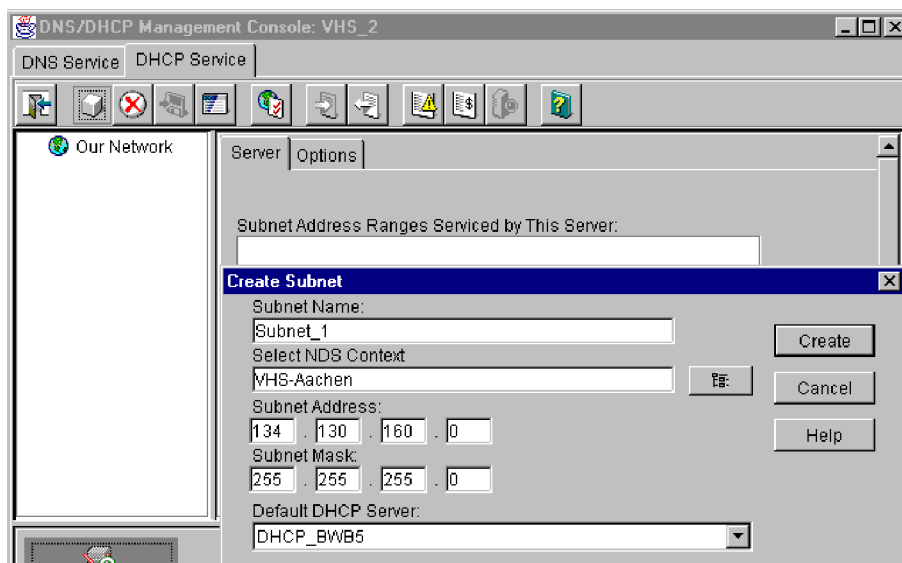 DNS/DHCP Management Console: VHS_2
DNS Service DHCP Service
Our Network
Server Options
Subnet Address Ranges Serviced by This Server:
Create Subnet
Subnet Name:
Subnet_1
Create
Select NDS Context
VHS-Aachen
Cancel
Subnet Address:
134 . 130 . 160 . 0
Help
Subnet Mask:
255 . 255 . 255 . 0
Default DHCP Server:
DHCP_BWB5